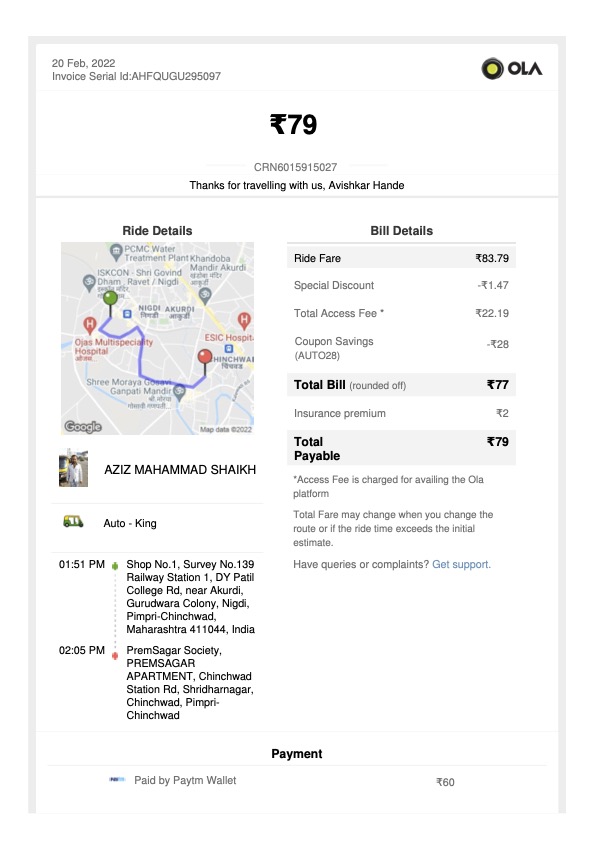 20 Feb, 2022
Invoice Serial Id:AHFQUGU295097
OLA
₹79
CRN6015915027
Thanks for travelling with us, Avishkar Hande
Ride Details
PCMC Water
Treatment Plant
Khandoba
Mandir Akurdi
ISKCON - Shri Govind
Dham, Ravet / Nigdi
NIGDI
AKURDI
Ojas Multispeciality
Hospital
ESIC Hospita
CHINCHWAD
चिंचवड
Shree Moraya Gosavi
Ganpati Mandir
Google
Map data ©2022
AZIZ MAHAMMAD SHAIKH
Auto - King
01:51 PM
Shop No.1, Survey No.139
Railway Station 1, DY Patil
College Rd, near Akurdi,
Gurudwara Colony, Nigdi,
Pimpri-Chinchwad,
Maharashtra 411044, India
02:05 PM
PremSagar Society,
PREMSAGAR
APARTMENT, Chinchwad
Station Rd, Shridharnagar,
Chinchwad, Pimpri-
Chinchwad
Bill Details
Ride Fare ₹83.79
Special Discount -₹1.47
Total Access Fee * ₹22.19
Coupon Savings -₹28
(AUTO28)
Total Bill (rounded off) ₹77
Insurance premium ₹2
Total ₹79
Payable
*Access Fee is charged for availing the Ola
platform
Total Fare may change when you change the
route or if the ride time exceeds the initial
estimate.
Have queries or complaints? Get support.
Payment
Paid by Paytm Wallet ₹60